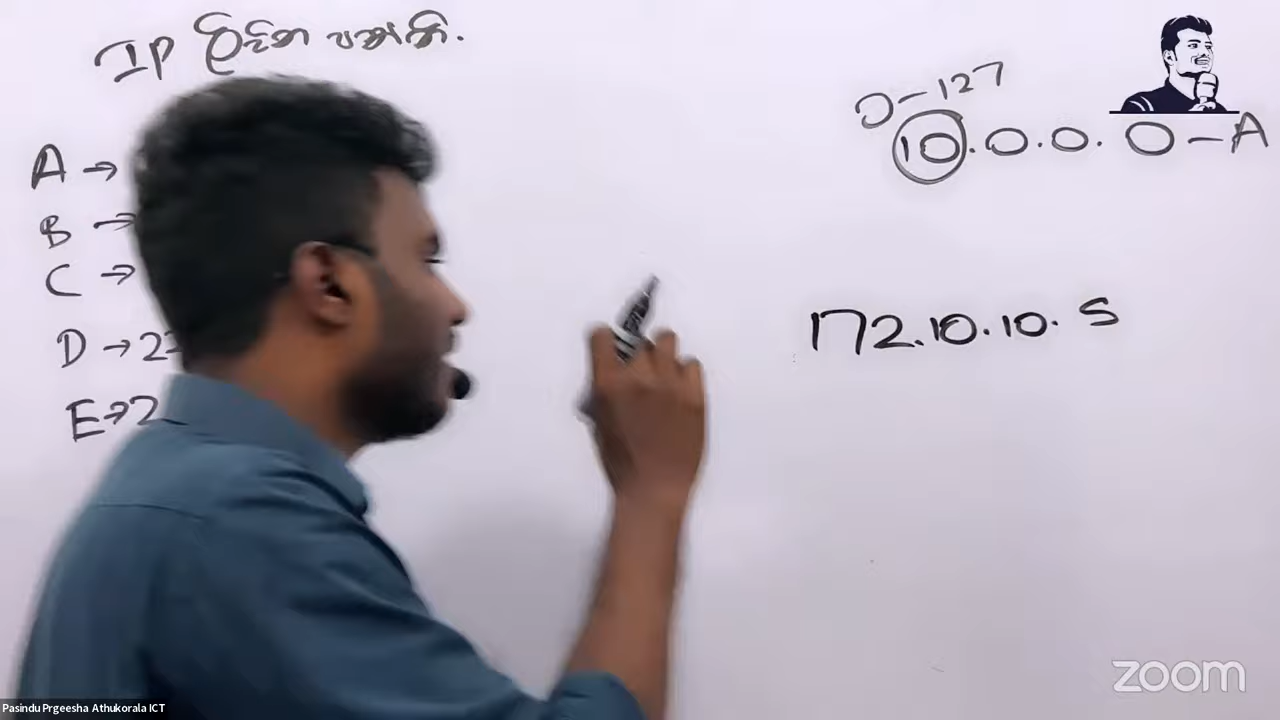 IP ලිපින පන්ති.
A →
B →
C →
D → 2
E → 2
0 - 127
10.0.0.0 - A
172.10.10.5
zoom
Pasindu Prgeesha Athukorala ICT